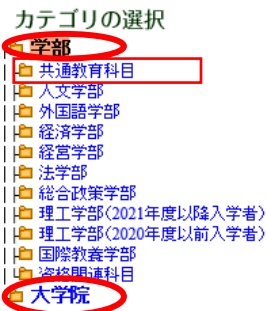 カテゴリの選択
学部
共通教育科目
人文学部
外国語学部
経済学部
経営学部
法学部
総合政策学部
理工学部(2021年度以降入学者)
理工学部(2020年度以前入学者)
国際教養学部
資格関連科目
大学院